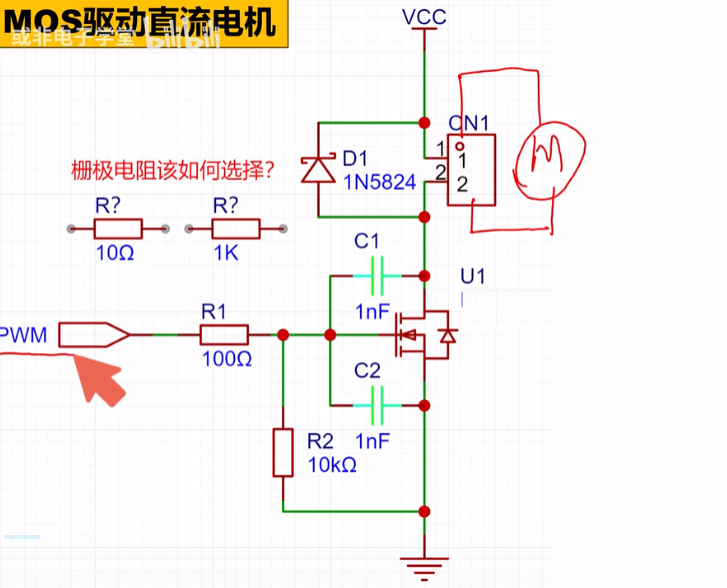 MOS驱动直流电机
或非电子学堂 bilibili
VCC
CN1
1
2
1
2
M
D1
1N5824
栅极电阻该如何选择?
R?
10Ω
R?
1K
C1
1nF
U1
PWM
R1
100Ω
C2
1nF
R2
10kΩ